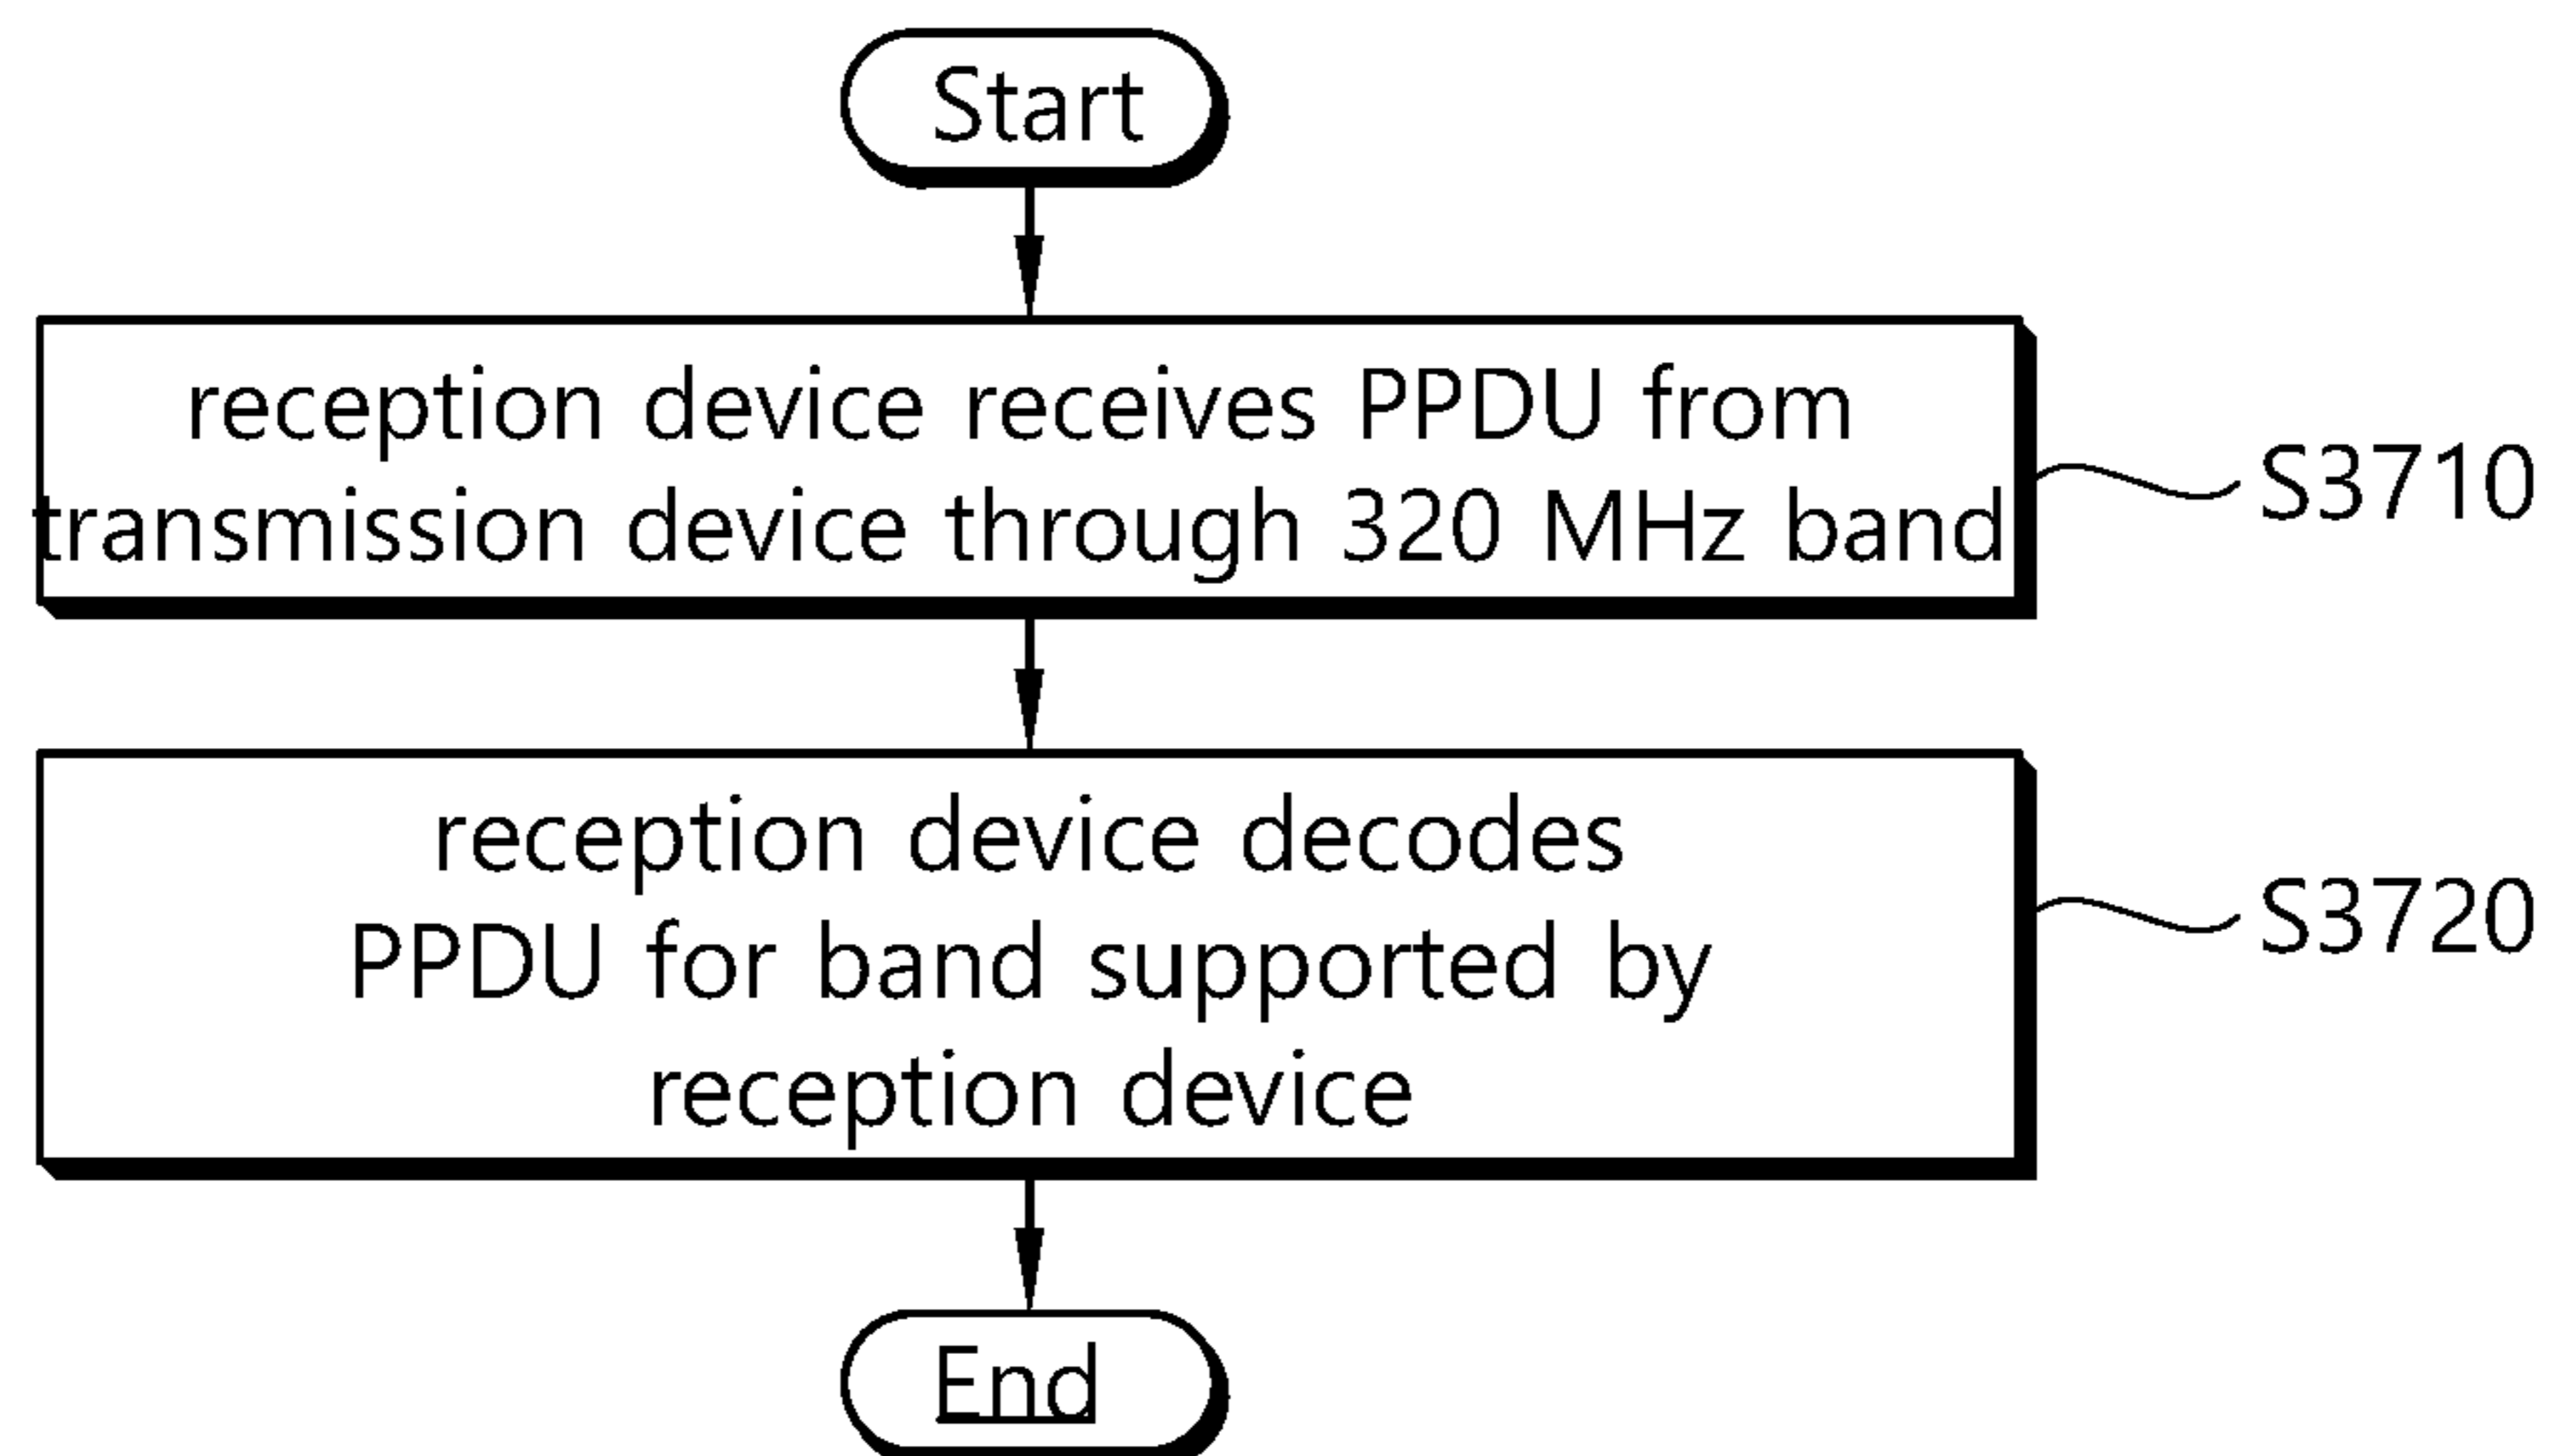 Start
reception device receives PPDU from
transmission device through 320 MHz band
S3710
reception device decodes
PPDU for band supported by
reception device
S3720
End